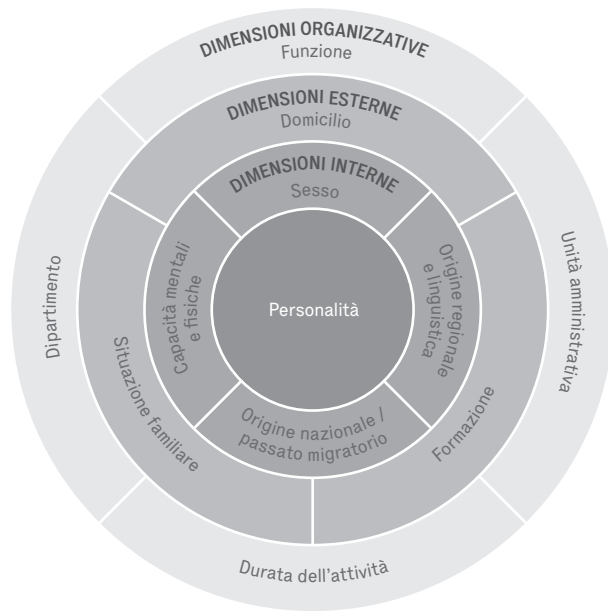 DIMENSIONI ORGANIZZATIVE
Funzione
DIMENSIONI ESTERNE
Domicilio
DIMENSIONI INTERNE
Sesso
Capacità mentali
e fisiche
Origine regionale
e linguistica
Personalità
Dipartimento
Unità amministrativa
Situazione familiare
Formazione
Origine nazionale /
passato migratorio
Durata dell'attività